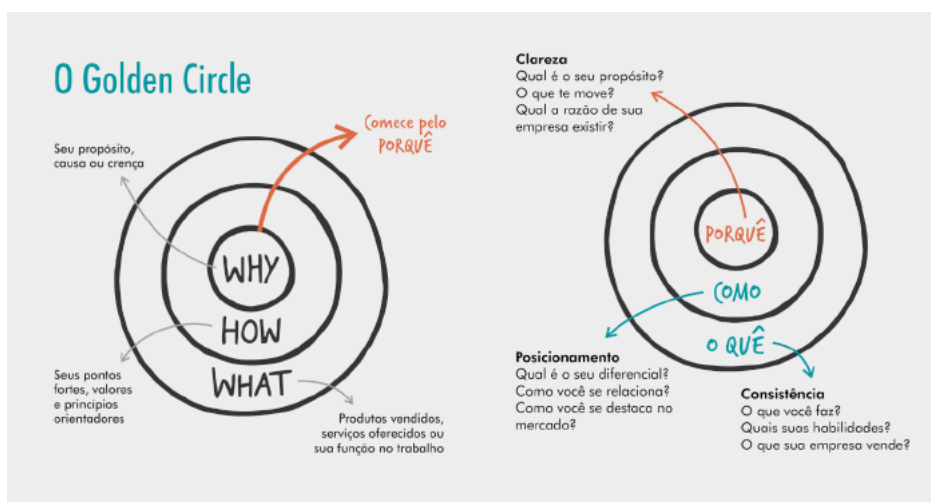 O Golden Circle
Comece pelo
PORQUÊ
Seu propósito,
causa ou crença
WHY
HOW
WHAT
Seus pontos
fortes, valores
e princípios
orientadores
Produtos vendidos,
serviços oferecidos ou
sua função no trabalho
Clareza
Qual é o seu propósito?
O que te move?
Qual a razão de sua
empresa existir?
PORQUÊ
COMO
O QUÊ
Posicionamento
Qual é o seu diferencial?
Como você se relaciona?
Como você se destaca no
mercado?
Consistência
O que você faz?
Quais suas habilidades?
O que sua empresa vende?